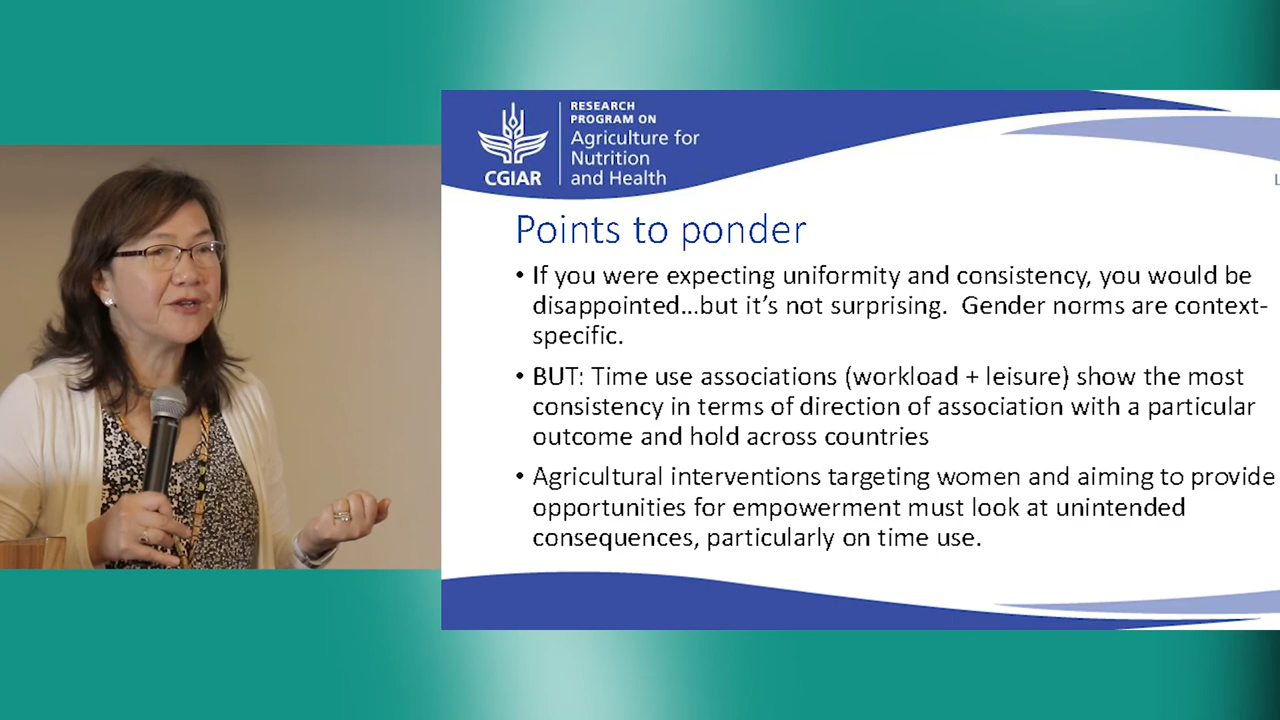 RESEARCH
PROGRAM ON
Agriculture for
Nutrition
and Health
CGIAR
L
Points to ponder
• If you were expecting uniformity and consistency, you would be
disappointed...but it's not surprising.  Gender norms are context-
specific.
• BUT: Time use associations (workload + leisure) show the most
consistency in terms of direction of association with a particular
outcome and hold across countries
• Agricultural interventions targeting women and aiming to provide
opportunities for empowerment must look at unintended
consequences, particularly on time use.